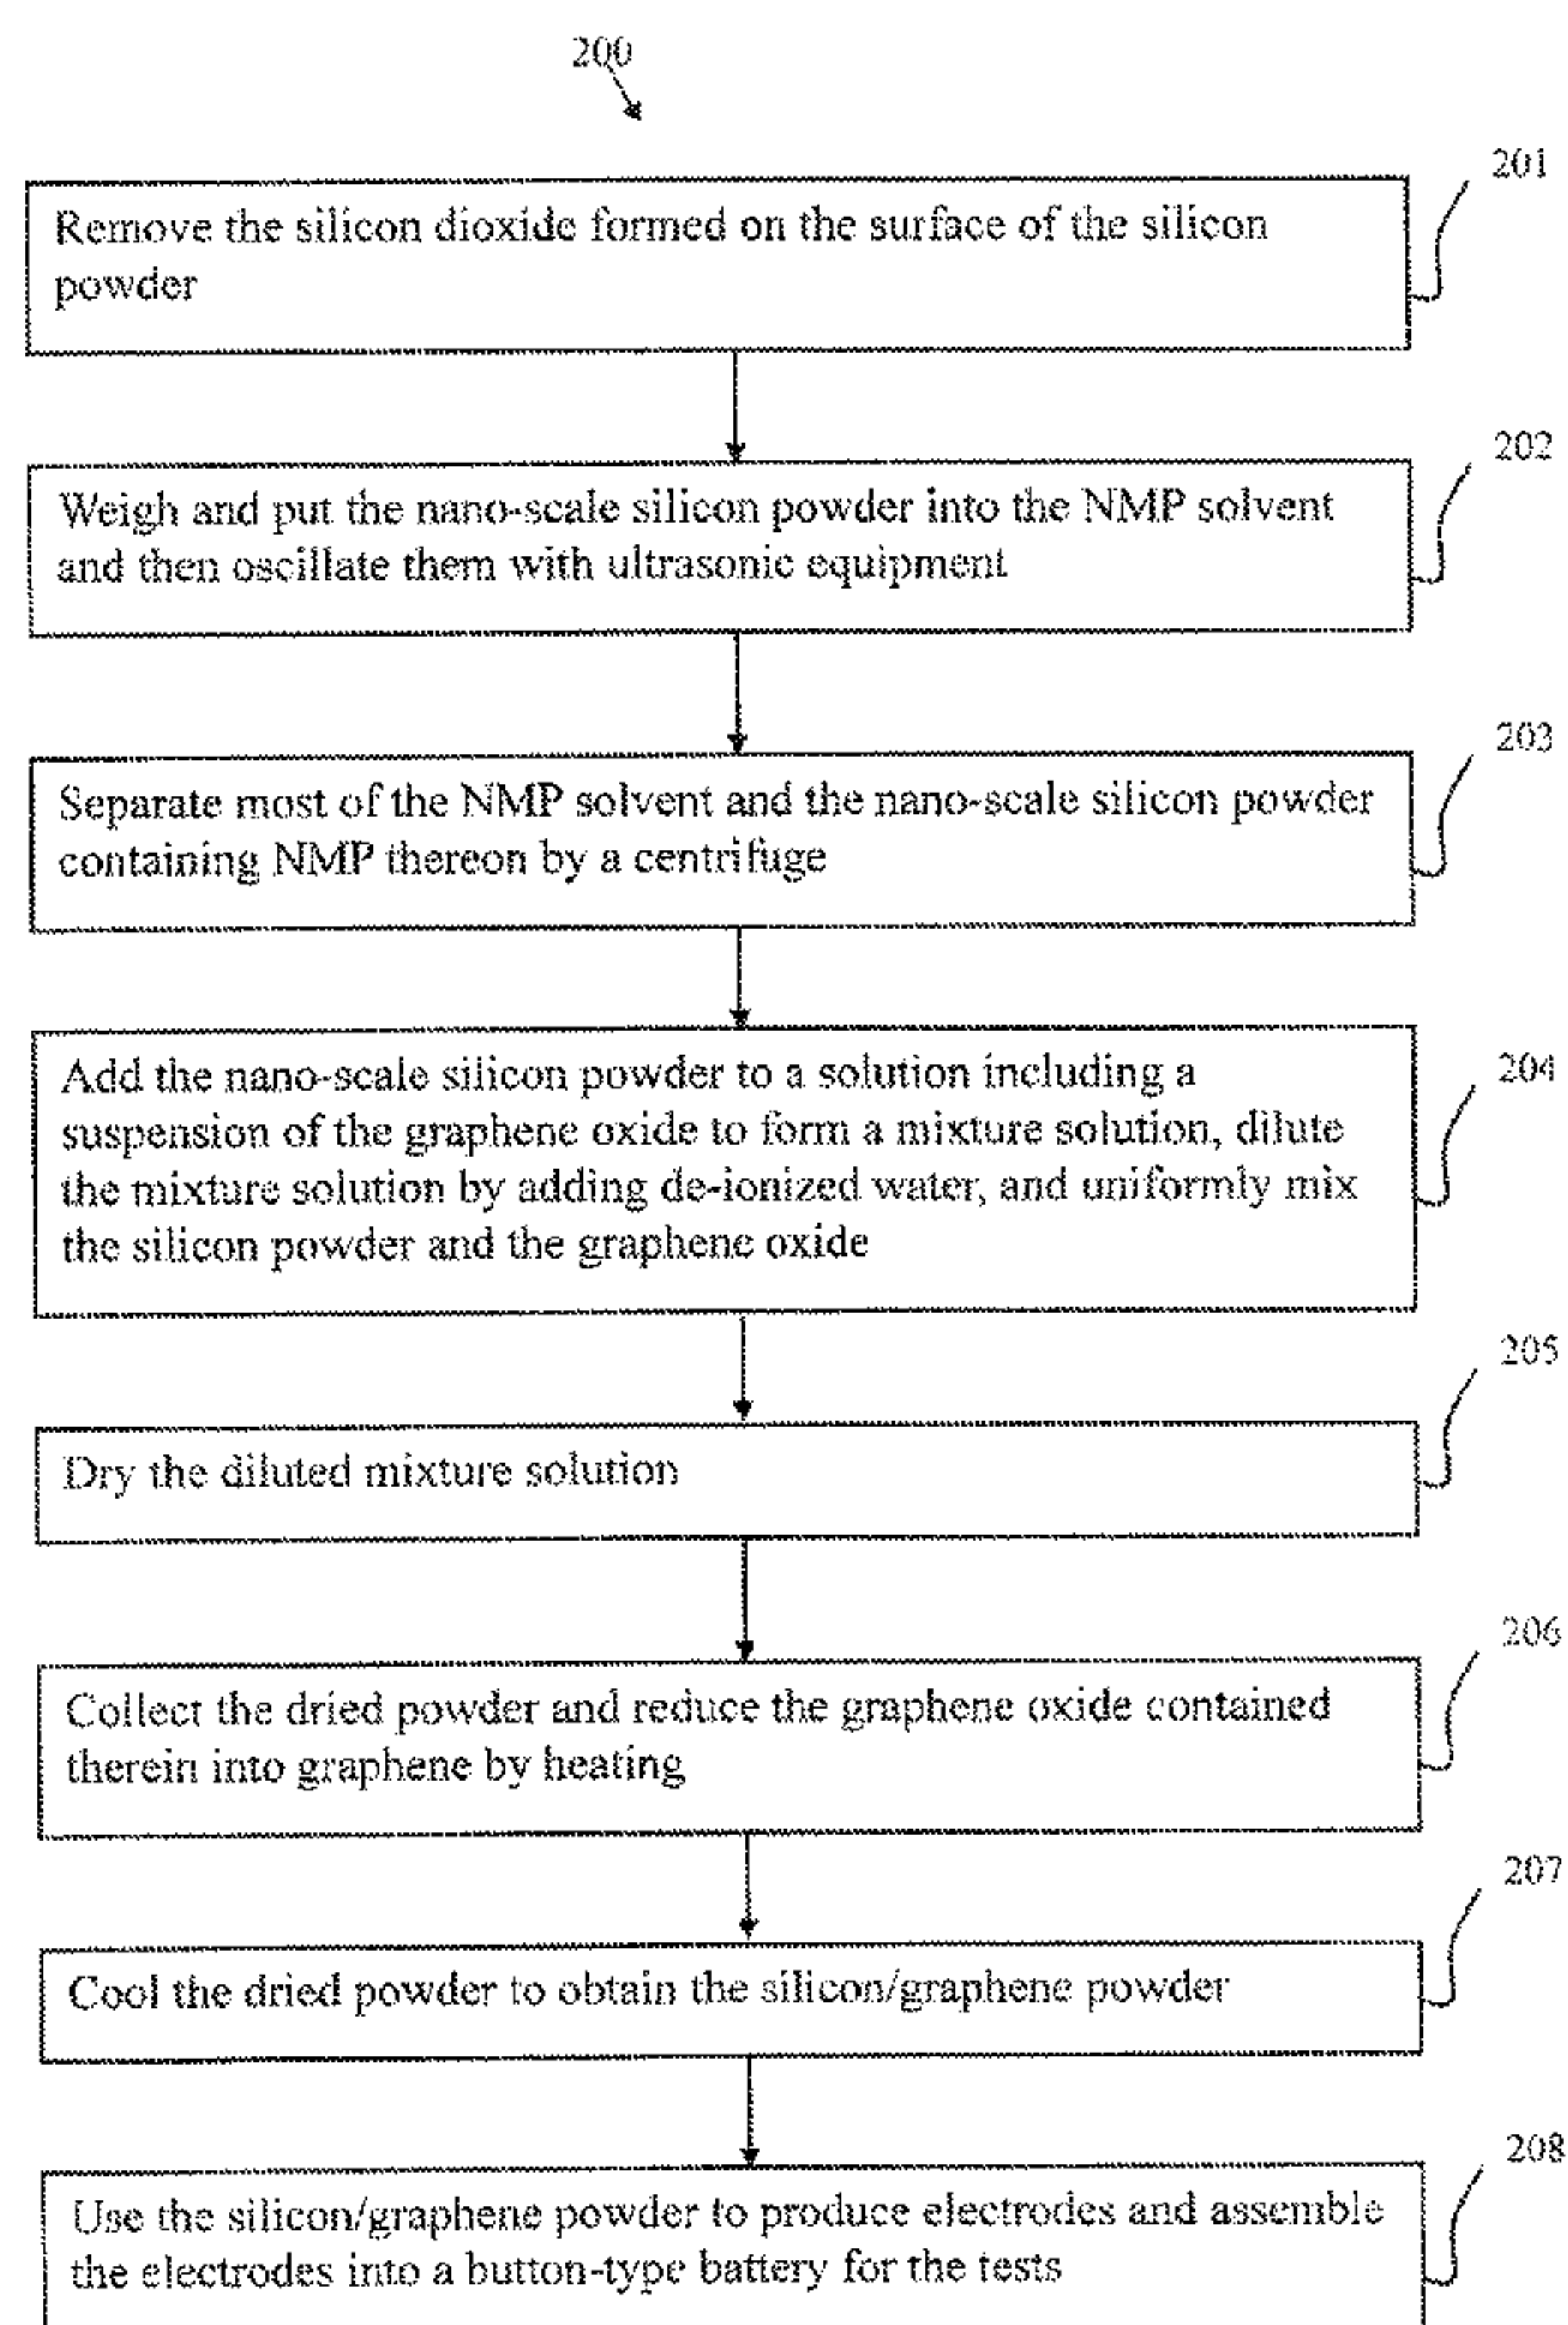 200
201
Remove the silicon dioxide formed on the surface of the silicon
powder
202
Weigh and put the nano-scale silicon powder into the NMP solvent
and then oscillate them with ultrasonic equipment
203
Separate most of the NMP solvent and the nano-scale silicon powder
containing NMP thereon by a centrifuge
204
Add the nano-scale silicon powder to a solution including a
suspension of the graphene oxide to form a mixture solution, dilute
the mixture solution by adding de-ionized water, and uniformly mix
the silicon powder and the graphene oxide
205
Dry the diluted mixture solution
206
Collect the dried powder and reduce the graphene oxide contained
therein into graphene by heating
207
Cool the dried powder to obtain the silicon/graphene powder
208
Use the silicon/graphene powder to produce electrodes and assemble
the electrodes into a button-type battery for the tests